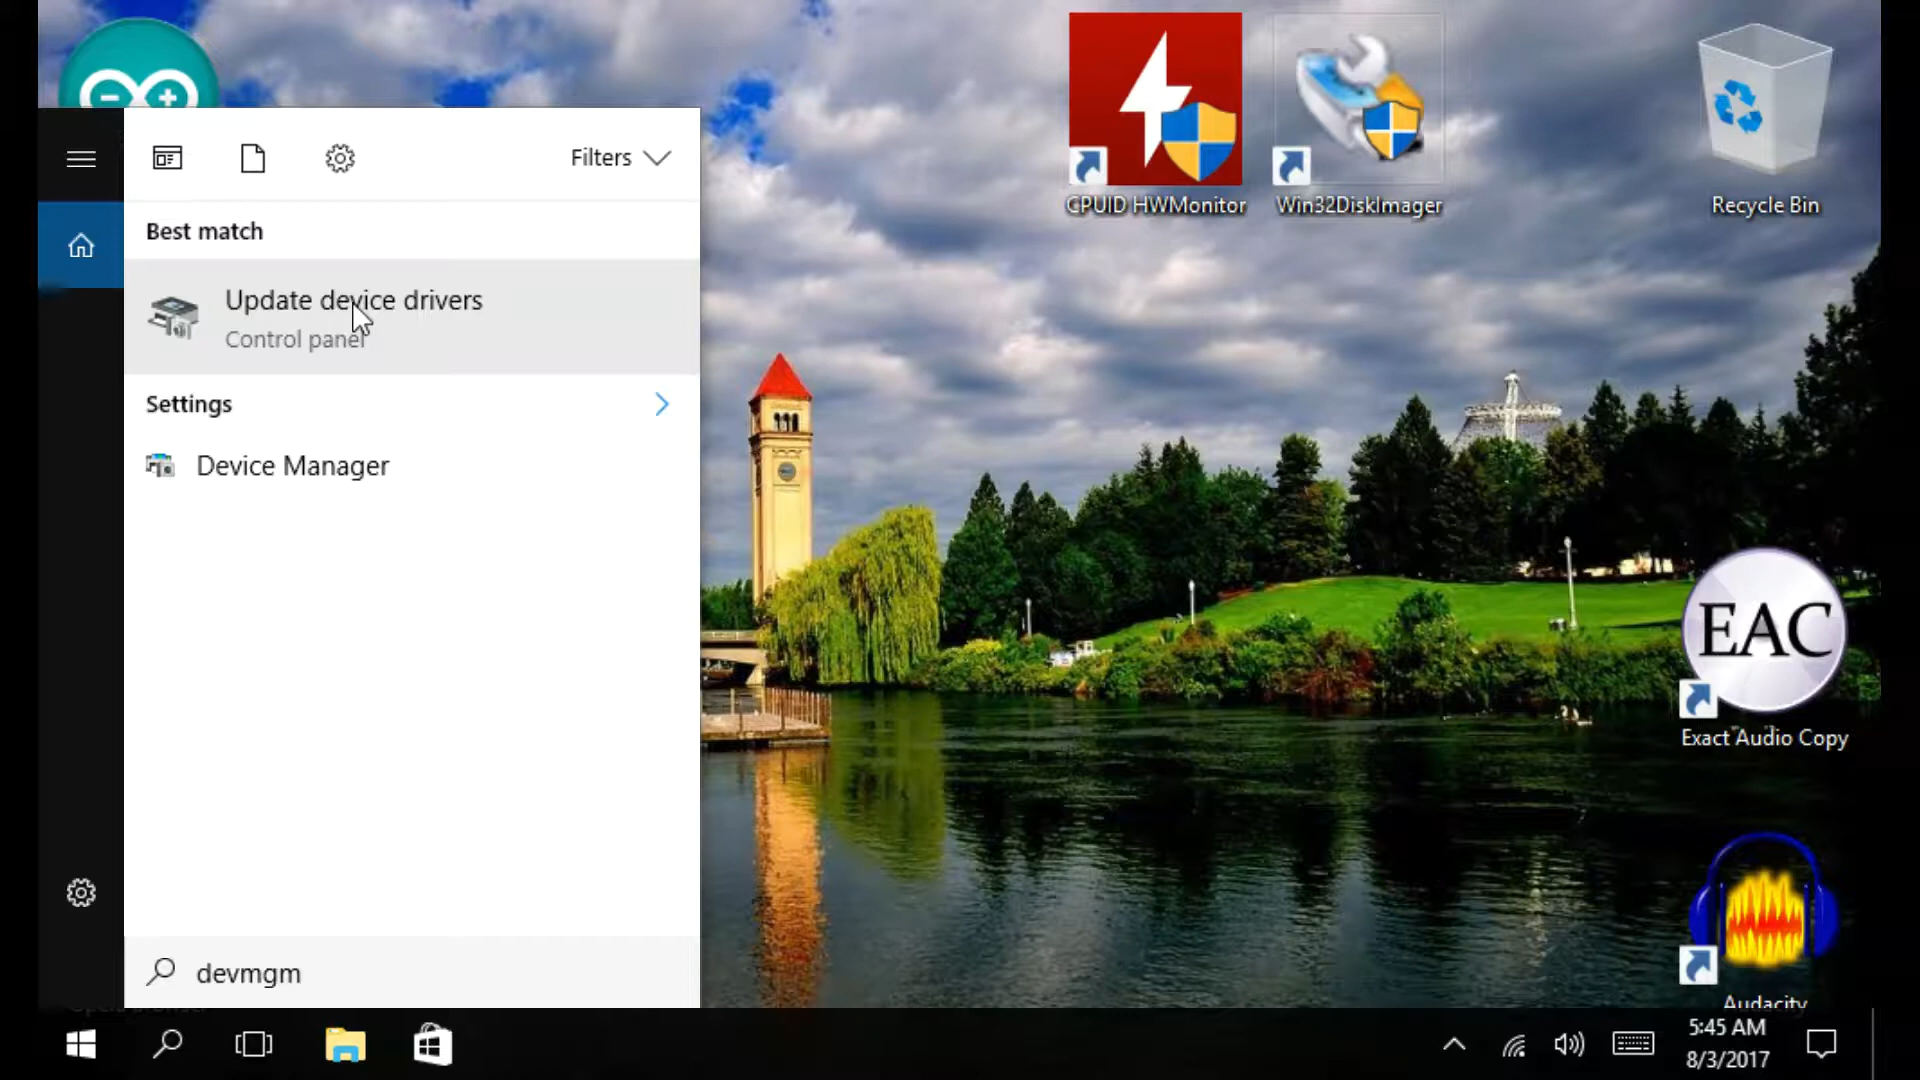 Filters
Best match
Update device drivers
Control panel
Settings
Device Manager
devmgm
CPUID HWMonitor
Win32DiskImager
Recycle Bin
EAC
Exact Audio Copy
Audacity
5:45 AM
8/3/2017